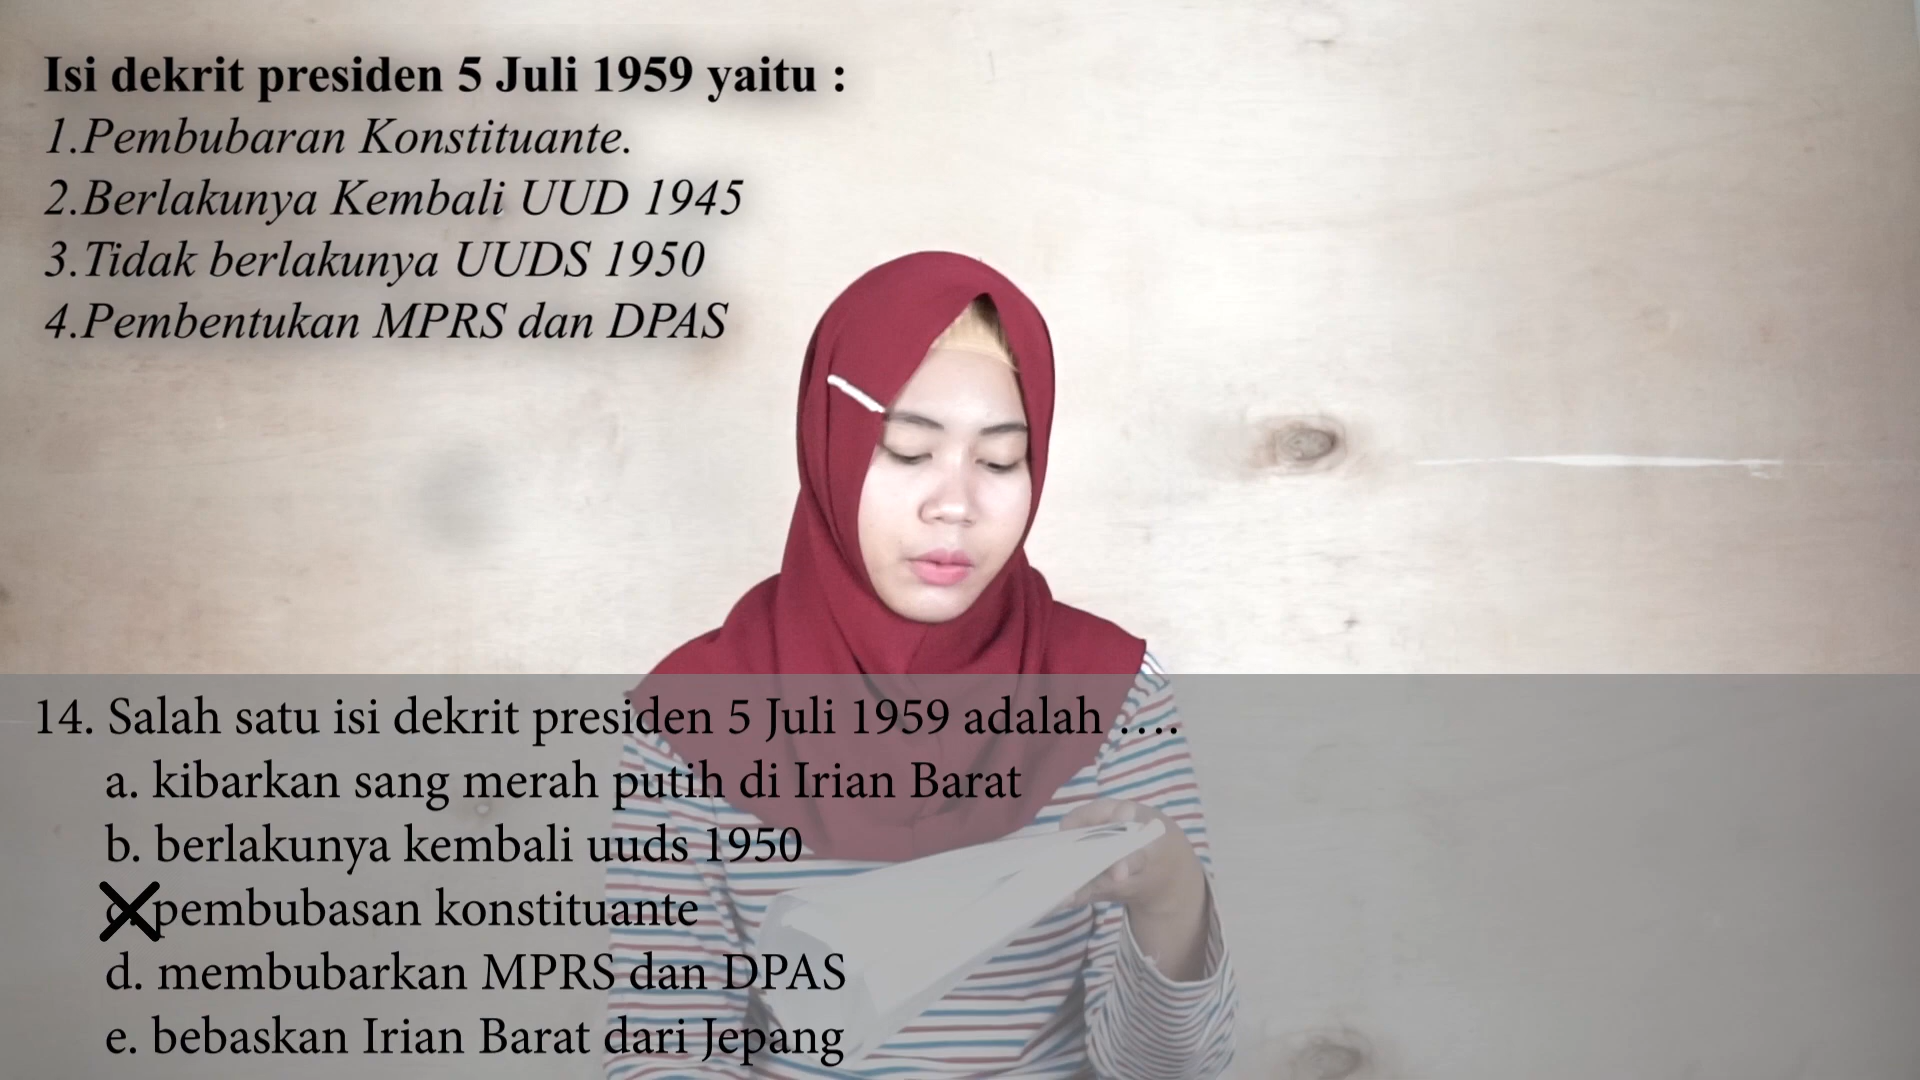 Isi dekrit presiden 5 Juli 1959 yaitu :
1.Pembubaran Konstituante.
2.Berlakunya Kembali UUD 1945
3.Tidak berlakunya UUDS 1950
4.Pembentukan MPRS dan DPAS
14. Salah satu isi dekrit presiden 5 Juli 1959 adalah ....
a. kibarkan sang merah putih di Irian Barat
b. berlakunya kembali uuds 1950
c. pembubasan konstituante
d. membubarkan MPRS dan DPAS
e. bebaskan Irian Barat dari Jepang